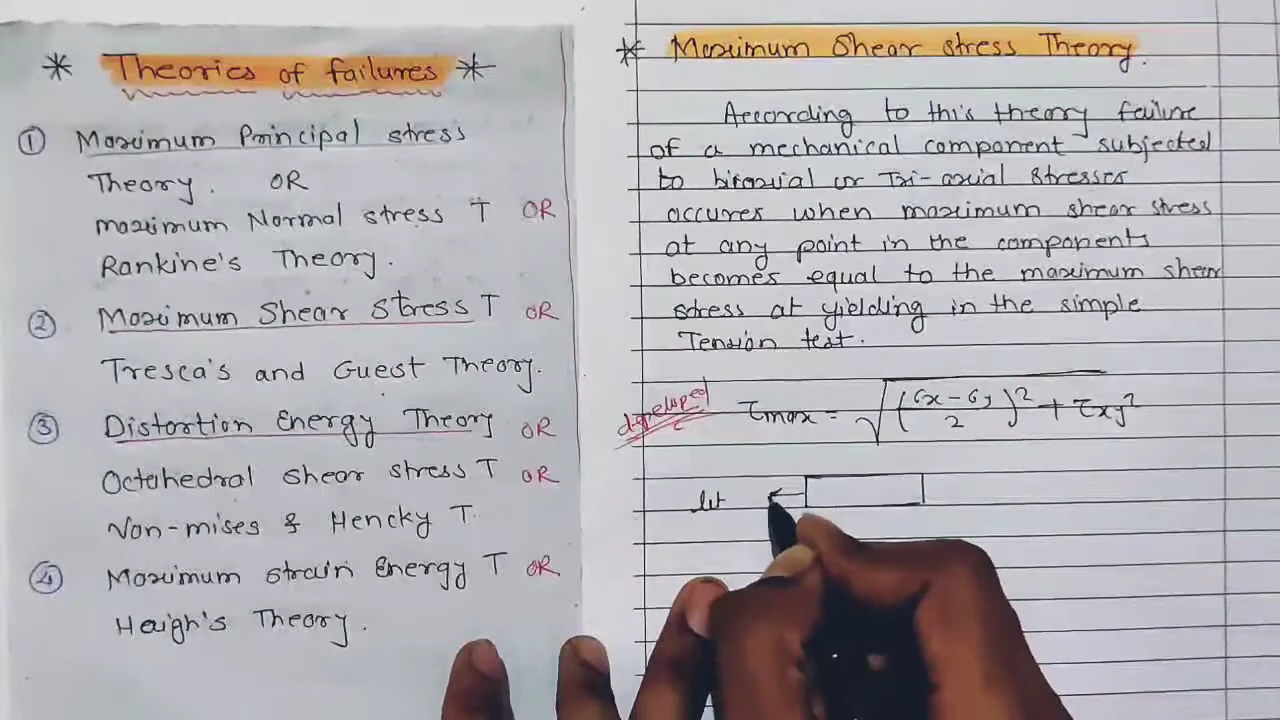 * Theories of failures *
① Maximum Principal stress
Theory. OR
maximum Normal stress T OR
Rankine's Theory.
② Maximum Shear Stress T OR
Tresca's and Guest Theory.
③ Distortion Energy Theory OR
Octahedral Shear stress T OR
Von-mises & Hencky T.
④ Maximum strain Energy T OR
Haigh's Theory.
* Maximum Shear stress Theory.
According to this theory failure
of a mechanical component subjected
to biaxial or Tri-axial stresses
occures when maximum shear stress
at any point in the components
becomes equal to the maximum shear
stress at yielding in the simple
Tension test.
developed τmax = √((σx-σy)/2)² + τxy²
let